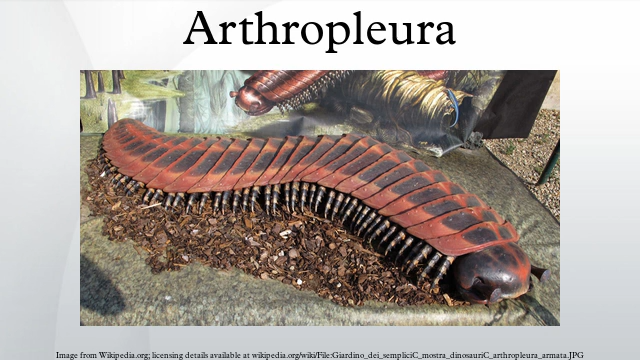 Arthropleura
Image from Wikipedia.org; licensing details available at wikipedia.org/wiki/File:Giardino_dei_sempliciC_mostra_dinosauriC_arthropleura_armata.JPG